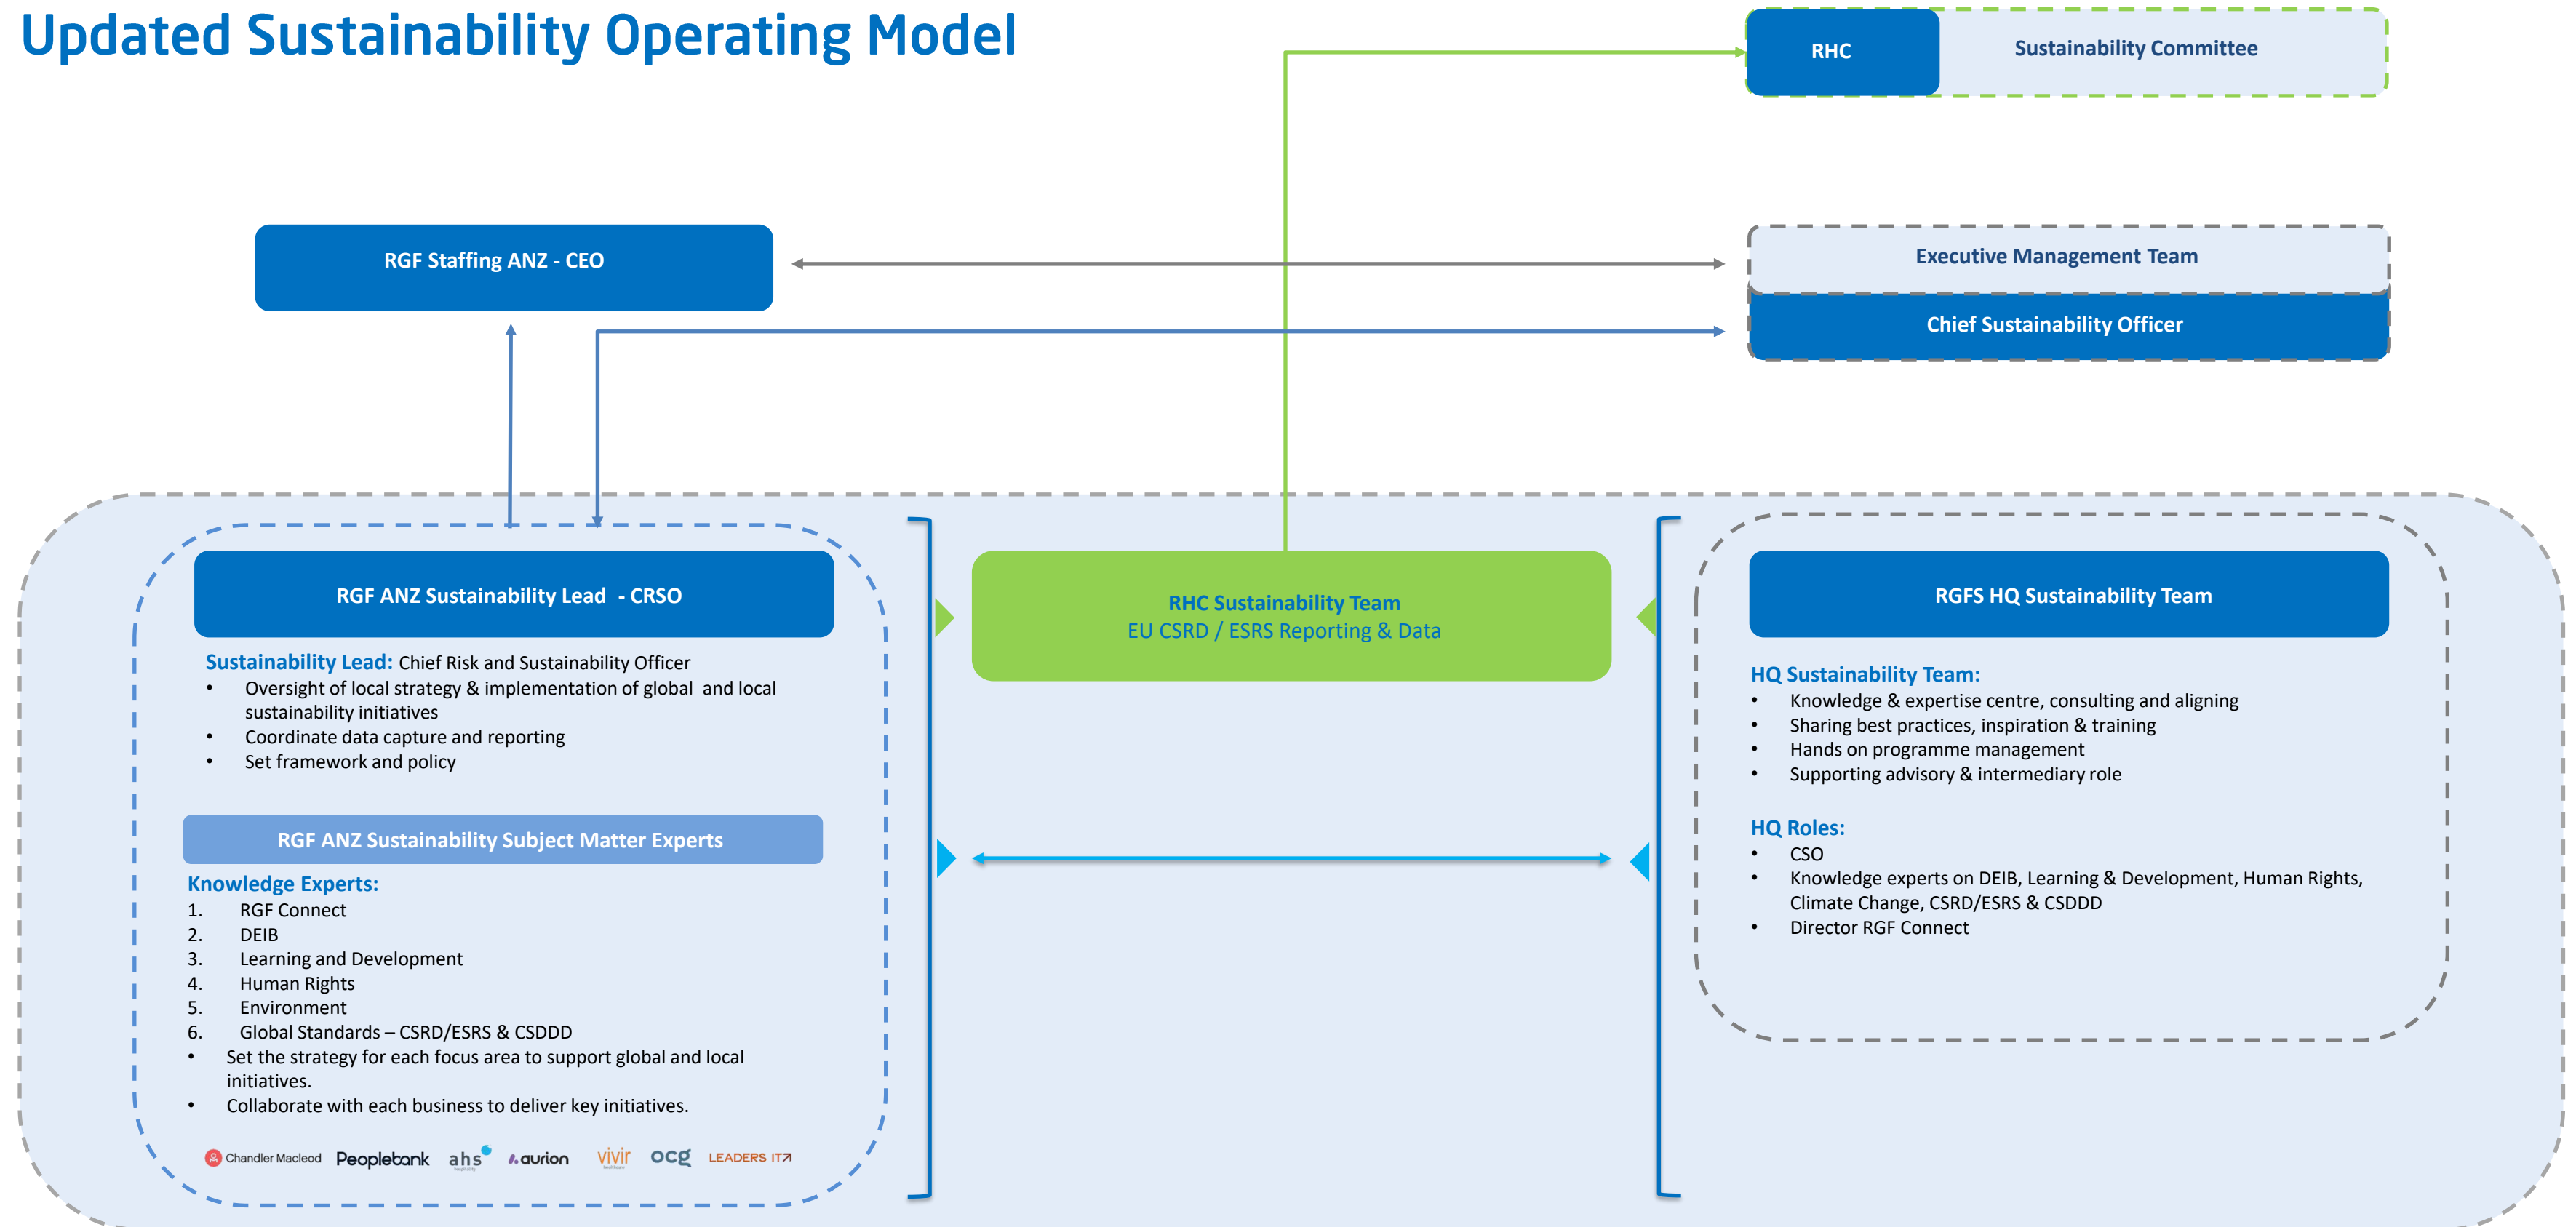 Updated Sustainability Operating Model
RHC
Sustainability Committee
RGF Staffing ANZ - CEO
Executive Management Team
Chief Sustainability Officer
RGF ANZ Sustainability Lead - CRSO
Sustainability Lead: Chief Risk and Sustainability Officer
• Oversight of local strategy & implementation of global and local
sustainability initiatives
• Coordinate data capture and reporting
• Set framework and policy
RGF ANZ Sustainability Subject Matter Experts
Knowledge Experts:
1. RGF Connect
2. DEIB
3. Learning and Development
4. Human Rights
5. Environment
6. Global Standards – CSRD/ESRS & CSDDD
• Set the strategy for each focus area to support global and local
initiatives.
• Collaborate with each business to deliver key initiatives.
Chandler Macleod
Peoplebank
ahs
hospitality
aurion
vivir
healthcare
ocg
LEADERS IT
RHC Sustainability Team
EU CSRD / ESRS Reporting & Data
RGFS HQ Sustainability Team
HQ Sustainability Team:
• Knowledge & expertise centre, consulting and aligning
• Sharing best practices, inspiration & training
• Hands on programme management
• Supporting advisory & intermediary role
HQ Roles:
• CSO
• Knowledge experts on DEIB, Learning & Development, Human Rights,
Climate Change, CSRD/ESRS & CSDDD
• Director RGF Connect